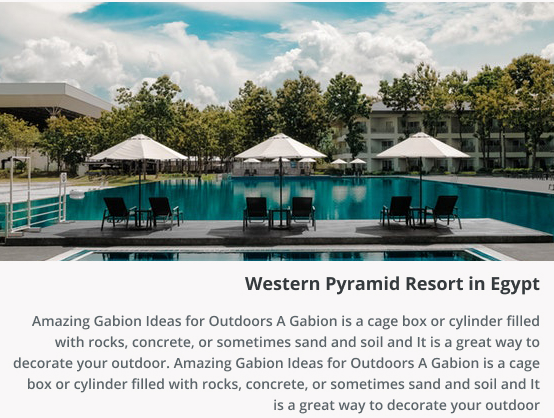 Western Pyramid Resort in Egypt
Amazing Gabion Ideas for Outdoors A Gabion is a cage box or cylinder filled
with rocks, concrete, or sometimes sand and soil and It is a great way to
decorate your outdoor. Amazing Gabion Ideas for Outdoors A Gabion is a cage
box or cylinder filled with rocks, concrete, or sometimes sand and soil and It
is a great way to decorate your outdoor